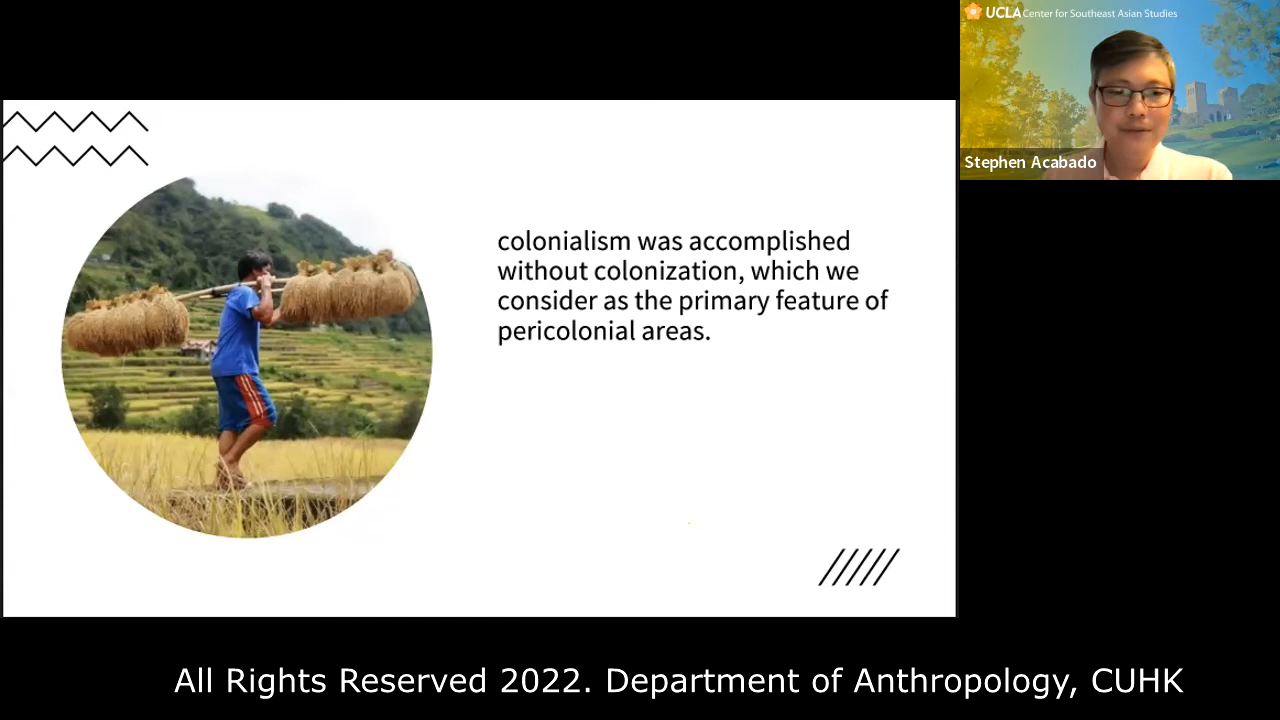 UCLA Center for Southeast Asian Studies
Stephen Acabado
colonialism was accomplished
without colonization, which we
consider as the primary feature of
pericolonial areas.
All Rights Reserved 2022. Department of Anthropology, CUHK